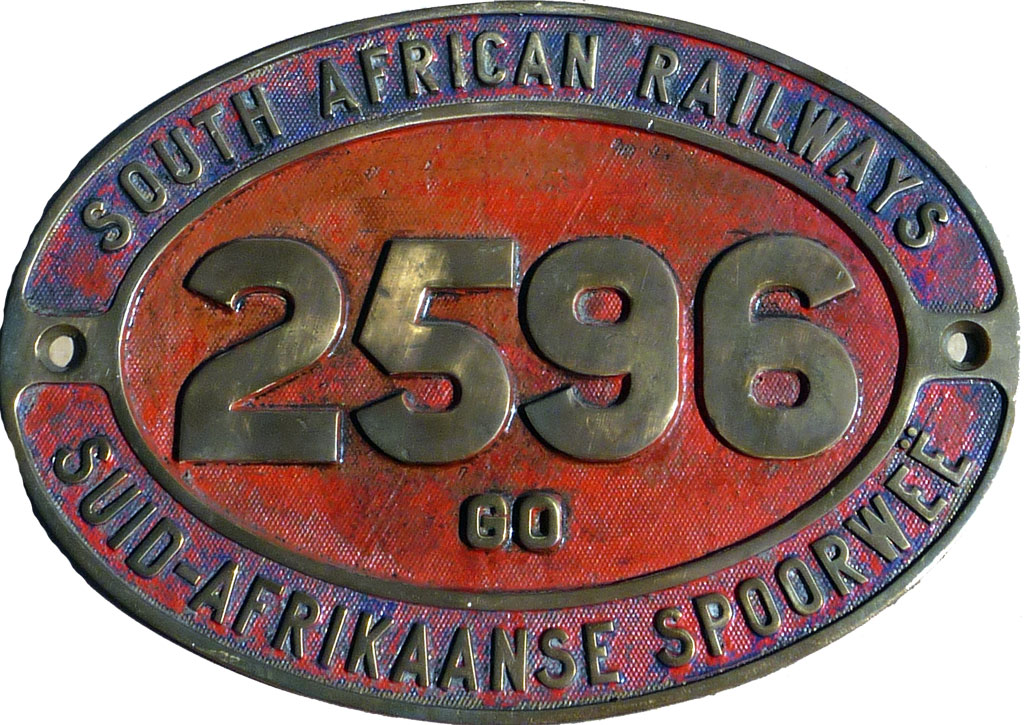 SOUTH AFRICAN RAILWAYS
2596
GO
SUID-AFRIKAANSE SPOORWEË